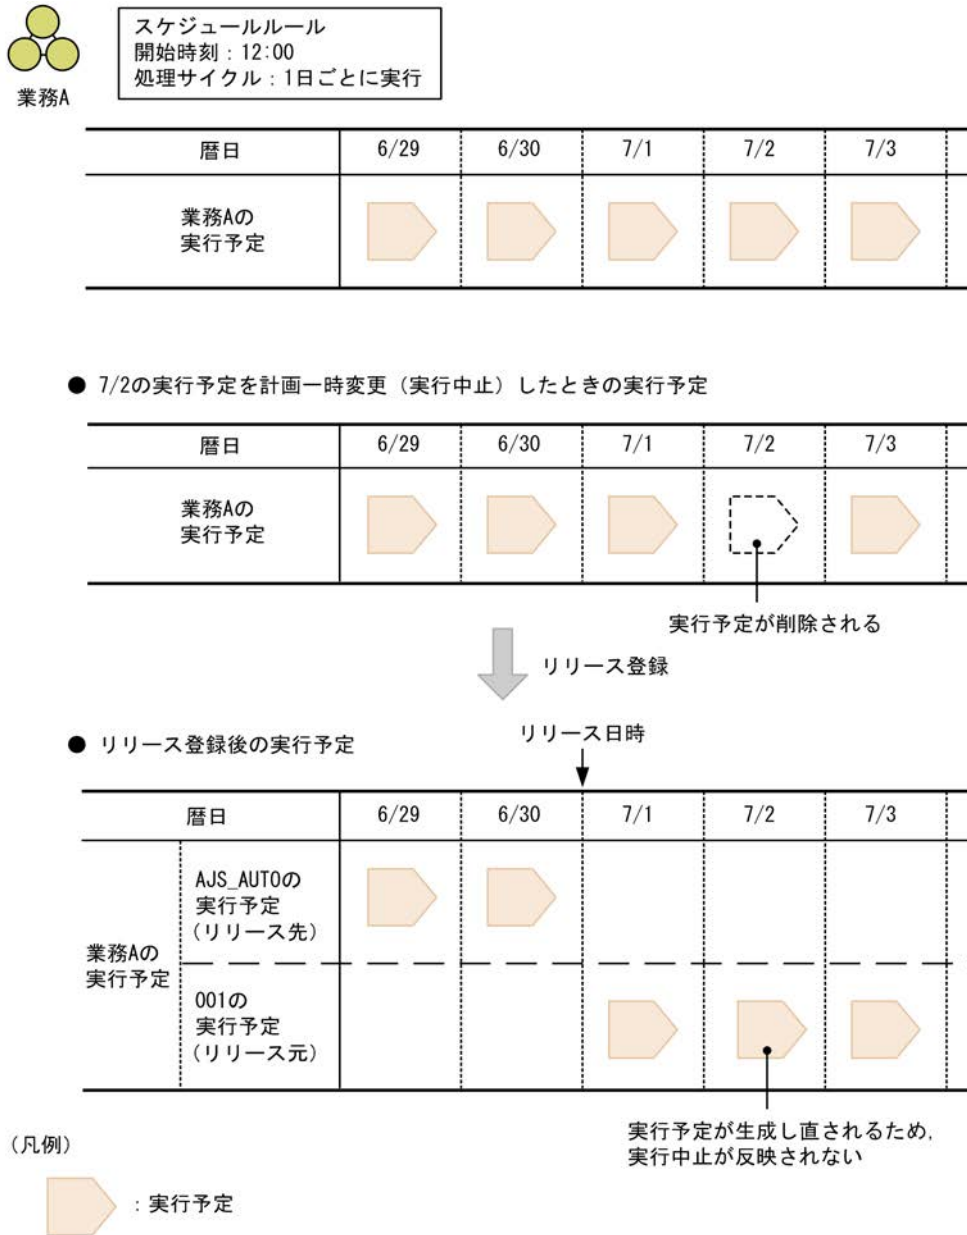 業務A
スケジュールルール
開始時刻：12:00
処理サイクル：1日ごとに実行
暦日 6/29 6/30 7/1 7/2 7/3
業務Aの
実行予定
● 7/2の実行予定を計画一時変更（実行中止）したときの実行予定
暦日 6/29 6/30 7/1 7/2 7/3
業務Aの
実行予定
実行予定が削除される
リリース登録
● リリース登録後の実行予定
リリース日時
暦日 6/29 6/30 7/1 7/2 7/3
業務Aの
実行予定
AJS_AUTOの
実行予定
（リリース先）
001の
実行予定
（リリース元）
実行予定が生成し直されるため，
実行中止が反映されない
（凡例）
：実行予定